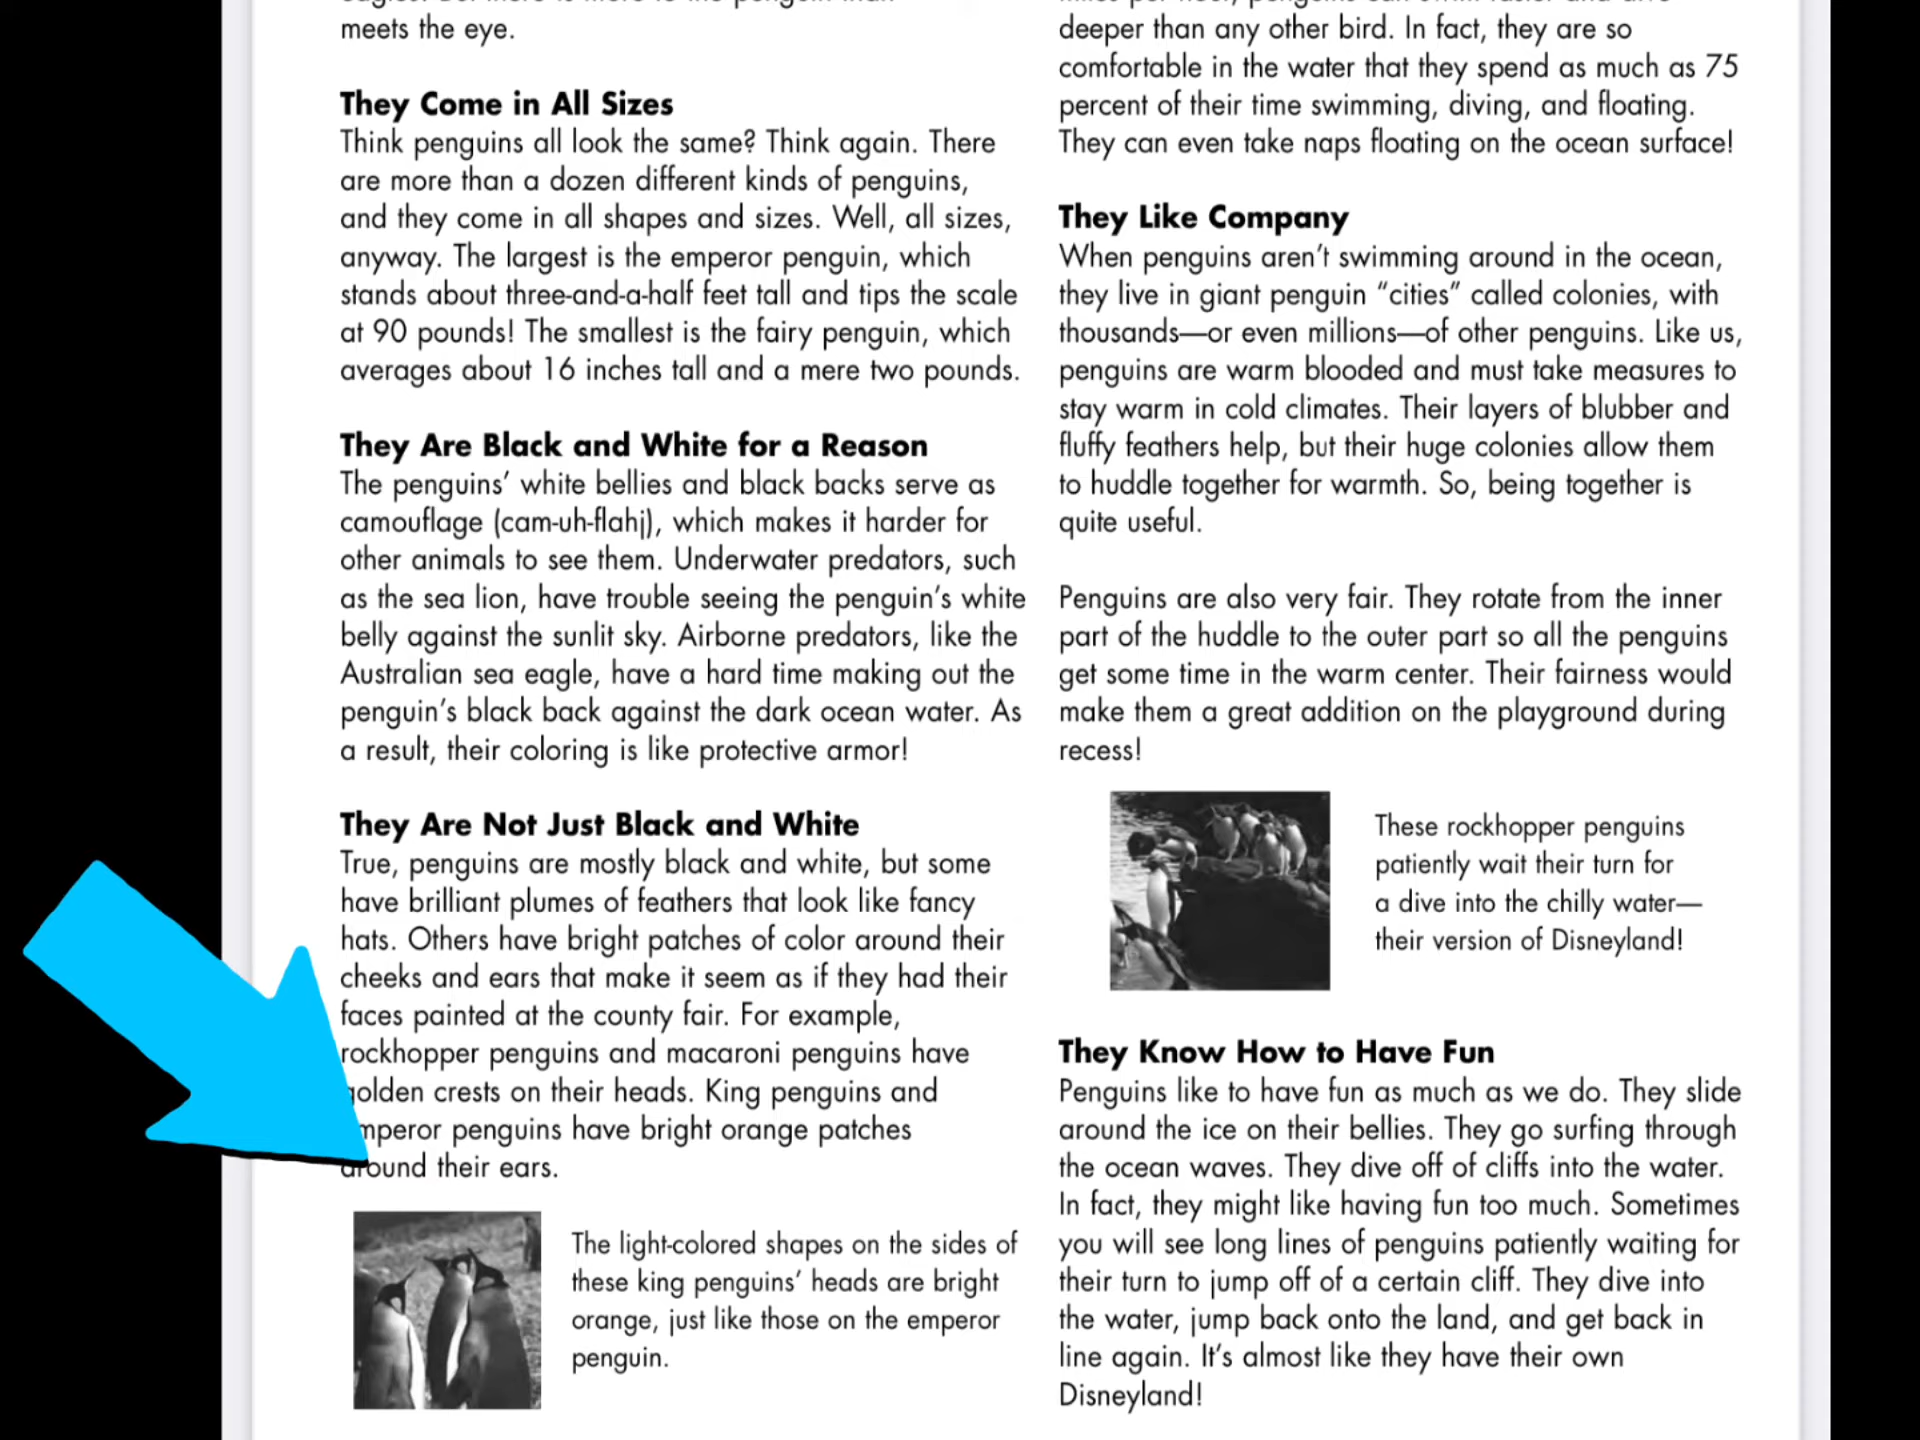 meets the eye.
They Come in All Sizes
Think penguins all look the same? Think again. There
are more than a dozen different kinds of penguins,
and they come in all shapes and sizes. Well, all sizes,
anyway. The largest is the emperor penguin, which
stands about three-and-a-half feet tall and tips the scale
at 90 pounds! The smallest is the fairy penguin, which
averages about 16 inches tall and a mere two pounds.
They Are Black and White for a Reason
The penguins' white bellies and black backs serve as
camouflage (cam-uh-flahj), which makes it harder for
other animals to see them. Underwater predators, such
as the sea lion, have trouble seeing the penguin's white
belly against the sunlit sky. Airborne predators, like the
Australian sea eagle, have a hard time making out the
penguin's black back against the dark ocean water. As
a result, their coloring is like protective armor!
They Are Not Just Black and White
True, penguins are mostly black and white, but some
have brilliant plumes of feathers that look like fancy
hats. Others have bright patches of color around their
cheeks and ears that make it seem as if they had their
faces painted at the county fair. For example,
rockhopper penguins and macaroni penguins have
golden crests on their heads. King penguins and
emperor penguins have bright orange patches
around their ears.
The light-colored shapes on the sides of
these king penguins' heads are bright
orange, just like those on the emperor
penguin.
deeper than any other bird. In fact, they are so
comfortable in the water that they spend as much as 75
percent of their time swimming, diving, and floating.
They can even take naps floating on the ocean surface!
They Like Company
When penguins aren't swimming around in the ocean,
they live in giant penguin "cities" called colonies, with
thousands—or even millions—of other penguins. Like us,
penguins are warm blooded and must take measures to
stay warm in cold climates. Their layers of blubber and
fluffy feathers help, but their huge colonies allow them
to huddle together for warmth. So, being together is
quite useful.
Penguins are also very fair. They rotate from the inner
part of the huddle to the outer part so all the penguins
get some time in the warm center. Their fairness would
make them a great addition on the playground during
recess!
These rockhopper penguins
patiently wait their turn for
a dive into the chilly water—
their version of Disneyland!
They Know How to Have Fun
Penguins like to have fun as much as we do. They slide
around the ice on their bellies. They go surfing through
the ocean waves. They dive off of cliffs into the water.
In fact, they might like having fun too much. Sometimes
you will see long lines of penguins patiently waiting for
their turn to jump off of a certain cliff. They dive into
the water, jump back onto the land, and get back in
line again. It's almost like they have their own
Disneyland!